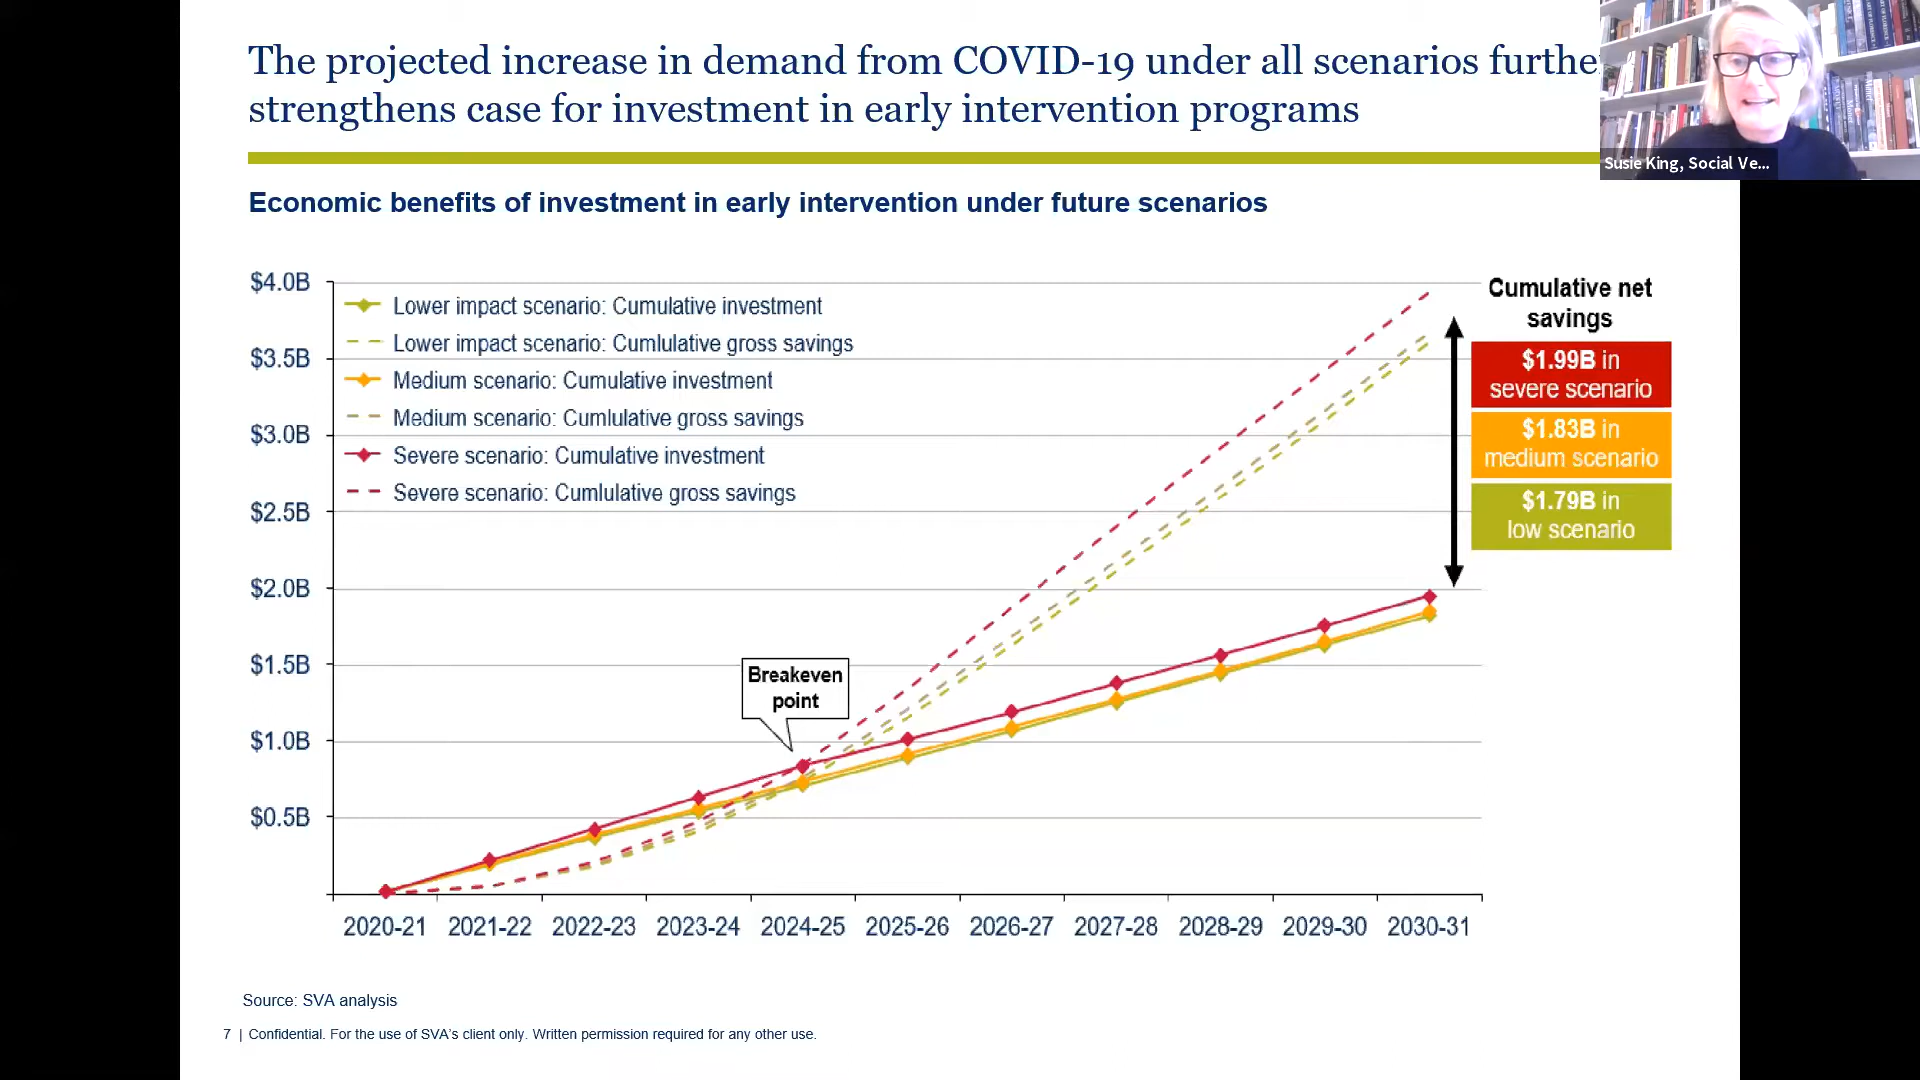 The projected increase in demand from COVID-19 under all scenarios furthe
strengthens case for investment in early intervention programs
Susie King, Social Ve...
Economic benefits of investment in early intervention under future scenarios
$4.0B
$3.5B
$3.0B
$2.5B
$2.0B
$1.5B
$1.0B
$0.5B
Lower impact scenario: Cumulative investment
Lower impact scenario: Cumlulative gross savings
Medium scenario: Cumulative investment
Medium scenario: Cumlulative gross savings
Severe scenario: Cumulative investment
Severe scenario: Cumlulative gross savings
Breakeven
point
Cumulative net
savings
$1.99B in
severe scenario
$1.83B in
medium scenario
$1.79B in
low scenario
2020-21 2021-22 2022-23 2023-24 2024-25 2025-26 2026-27 2027-28 2028-29 2029-30 2030-31
Source: SVA analysis
7 | Confidential. For the use of SVA's client only. Written permission required for any other use.